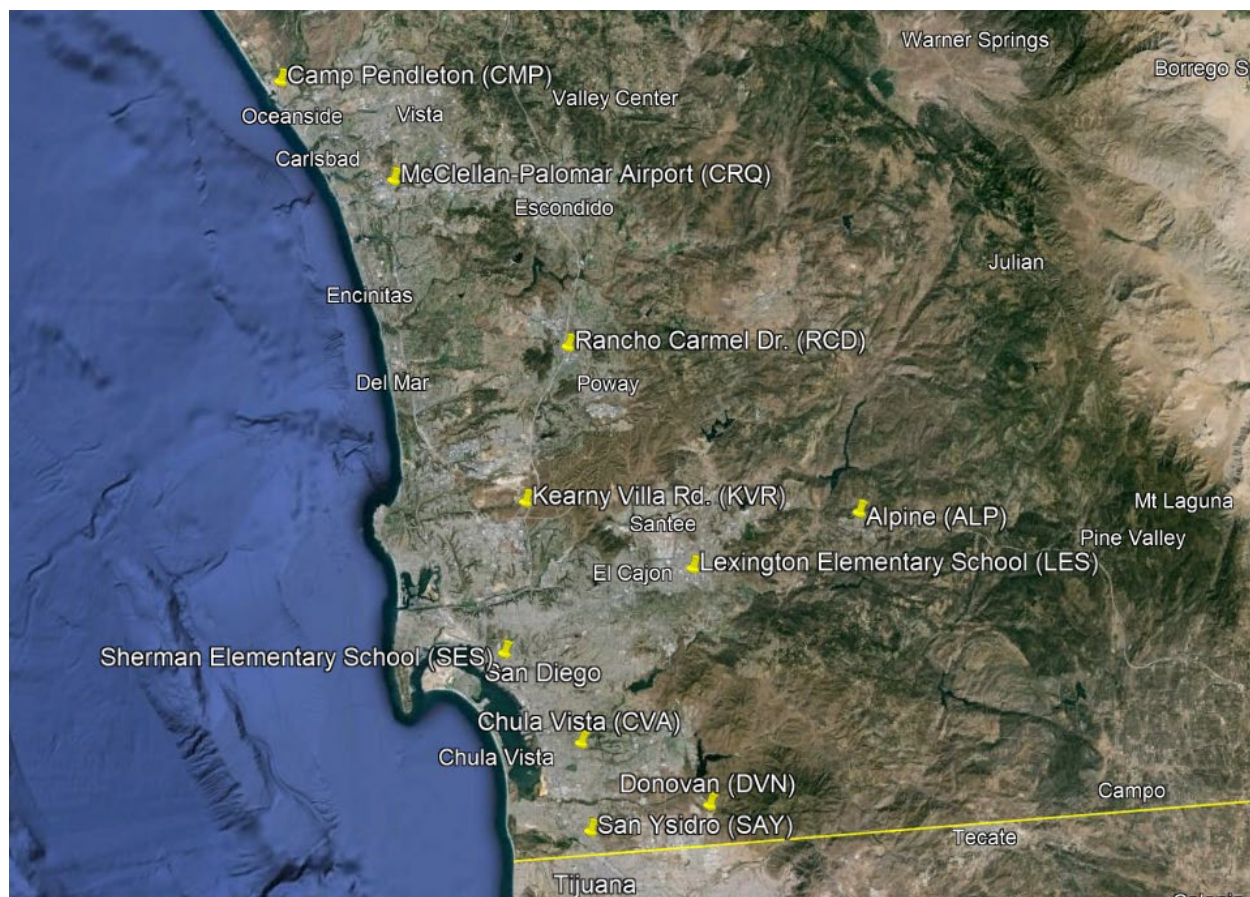 Warner Springs
Borrego S
Camp Pendleton (CMP)
Valley Center
Oceanside
Vista
Carlsbad
McClellan-Palomar Airport (CRQ)
Escondido
Julian
Encinitas
Rancho Carmel Dr. (RCD)
Del Mar
Poway
Kearny Villa Rd. (KVR)
Mt Laguna
Alpine (ALP)
Santee
Pine Valley
Lexington Elementary School (LES)
El Cajon
Sherman Elementary School (SES)
San Diego
Chula Vista (CVA)
Chula Vista
Donovan (DVN)
Campo
San Ysidro (SAY)
Tecate
Tijuana